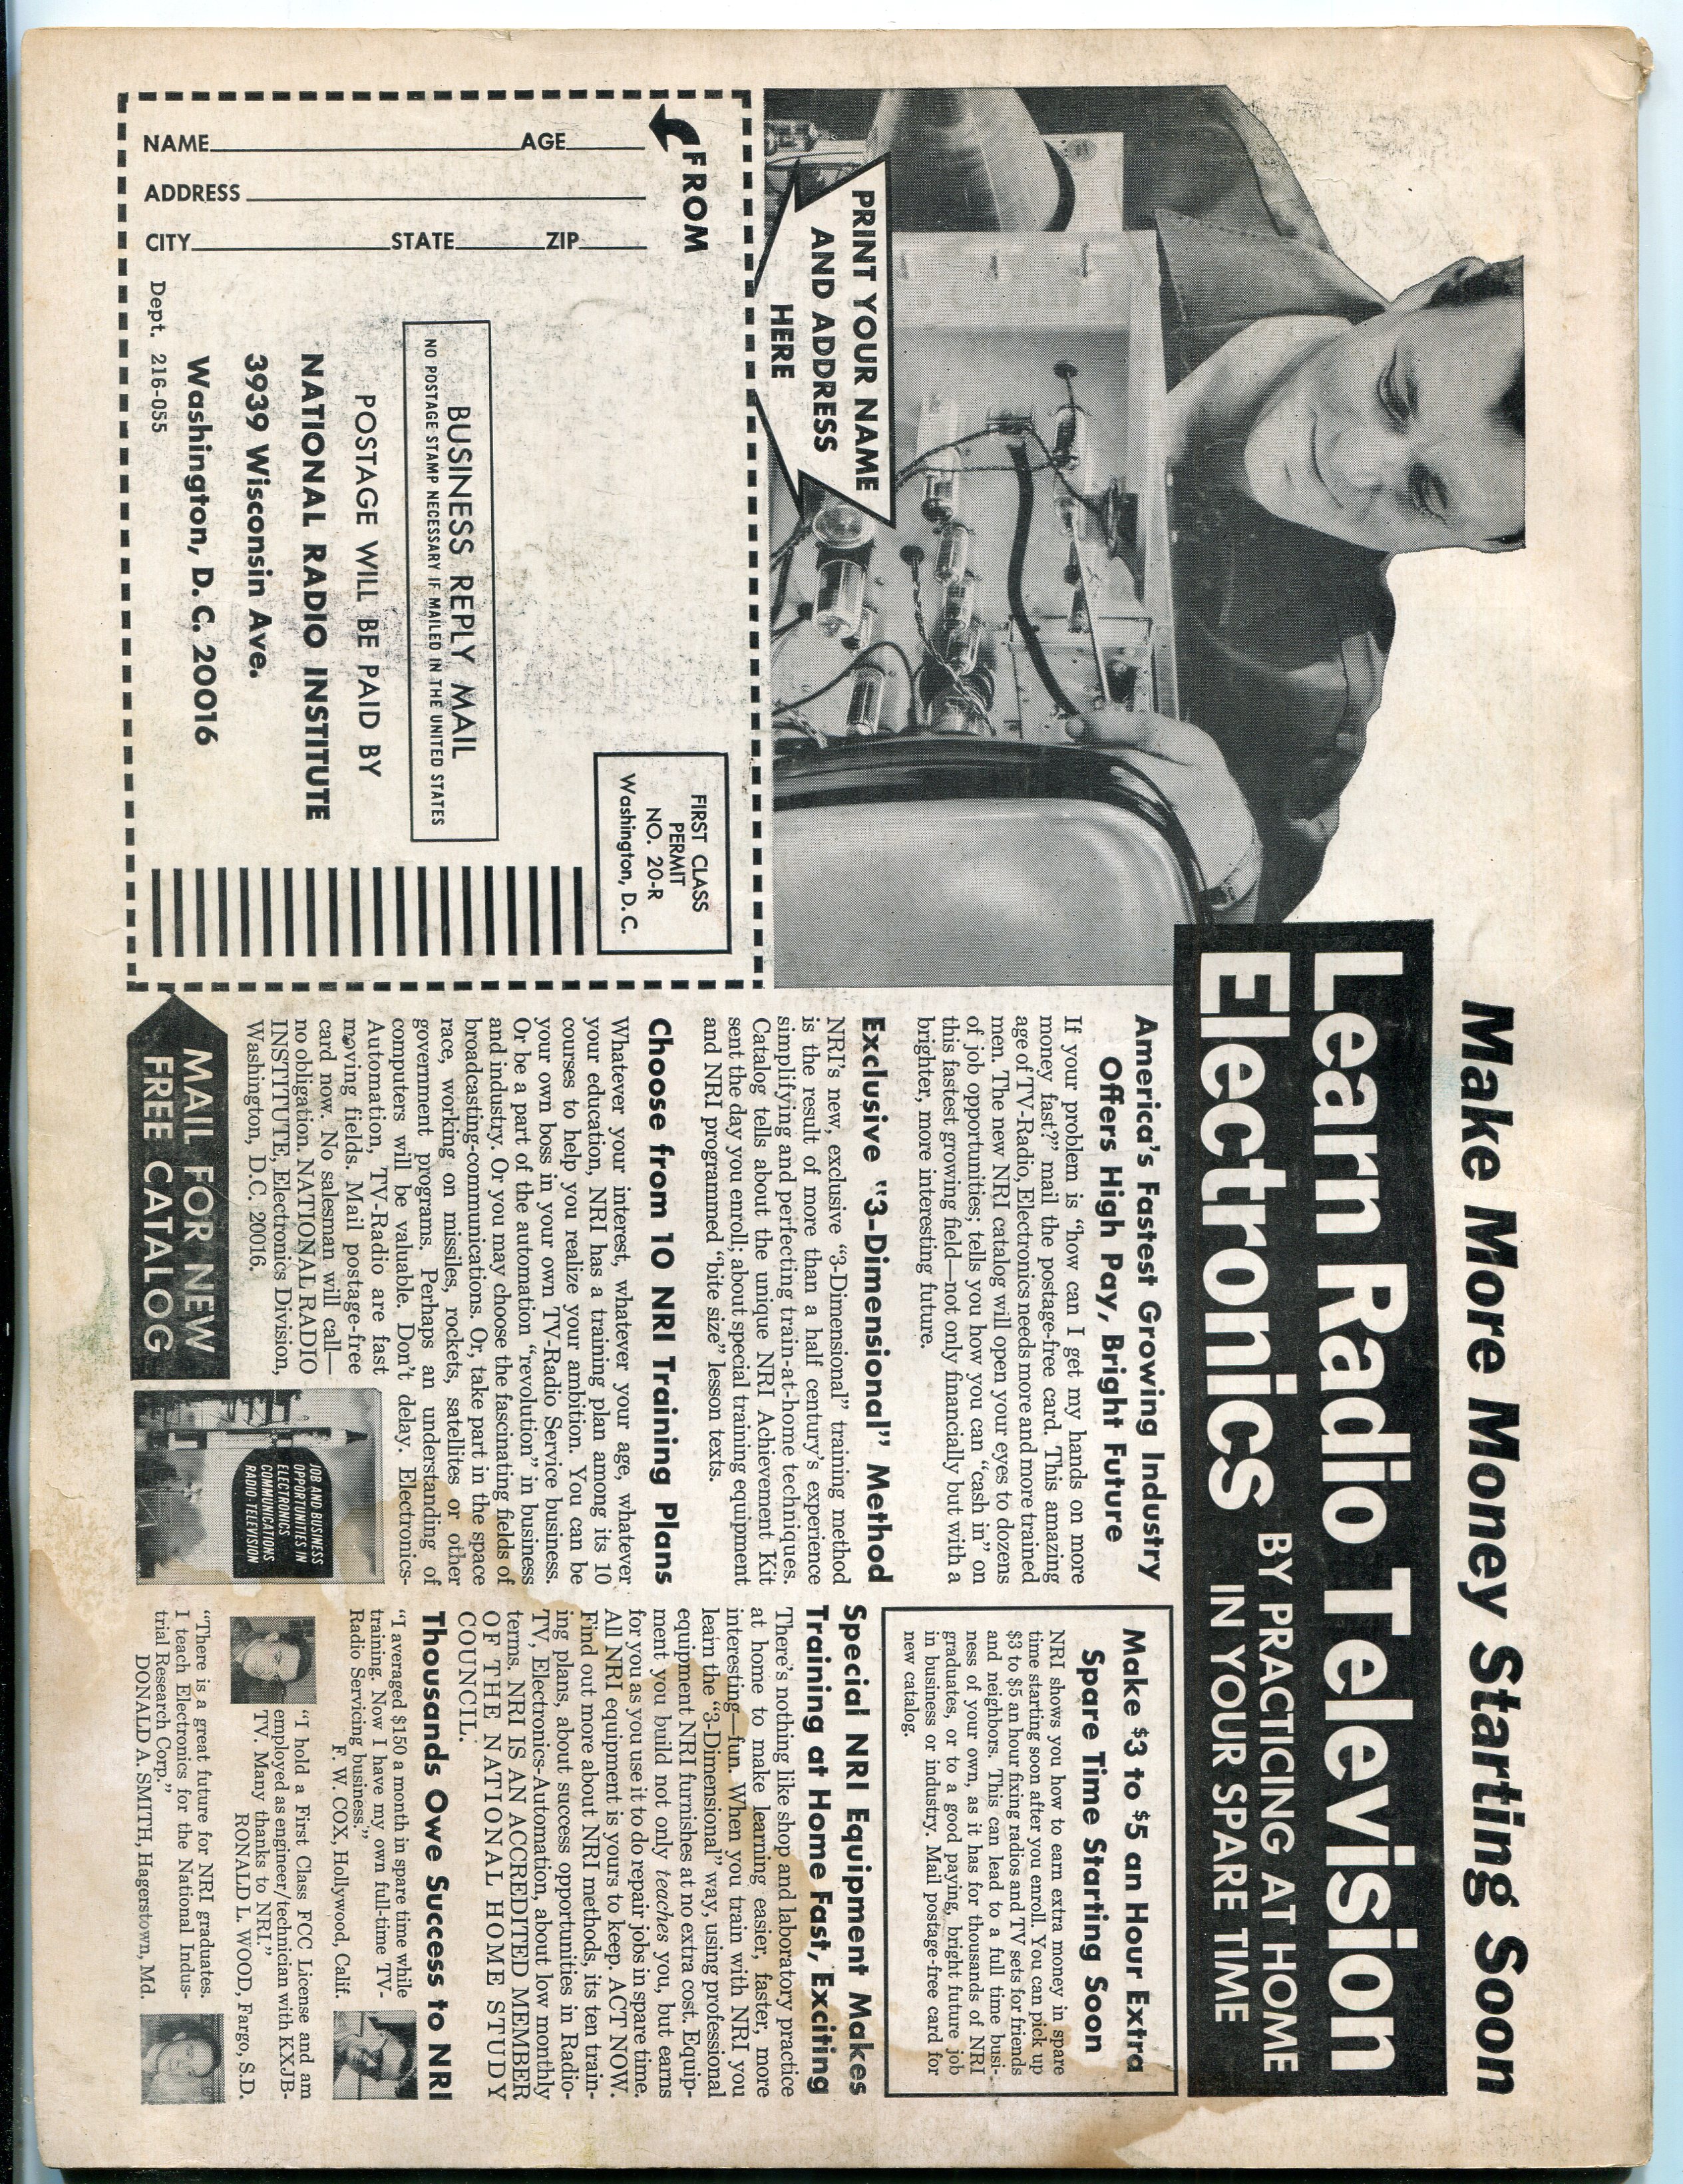 Make More Money Starting Soon
Learn Radio Television
Electronics BY PRACTICING AT HOME
IN YOUR SPARE TIME
PRINT YOUR NAME
AND ADDRESS
HERE
FROM
NAME AGE
ADDRESS
CITY STATE ZIP
FIRST CLASS
PERMIT
NO. 20-R
Washington, D.C.
BUSINESS REPLY MAIL
NO POSTAGE STAMP NECESSARY IF MAILED IN THE UNITED STATES
POSTAGE WILL BE PAID BY
NATIONAL RADIO INSTITUTE
3939 Wisconsin Ave.
Washington, D. C. 20016
Dept. 216-055
America's Fastest Growing Industry
Offers High Pay, Bright Future
If your problem is "how can I get my hands on more
money fast?" mail the postage-free card. This amazing
age of TV-Radio, Electronics needs more and more trained
men. The new NRI catalog will open your eyes to dozens
of job opportunities; tells you how you can "cash in" on
this fastest growing field—not only financially but with a
brighter, more interesting future.
Exclusive "3-Dimensional" Method
NRI's new, exclusive "3-Dimensional" training method
is the result of more than a half century's experience
simplifying and perfecting train-at-home techniques.
Catalog tells about the unique NRI Achievement Kit
sent the day you enroll; about special training equipment
and NRI programmed "bite size" lesson texts.
Choose from 10 NRI Training Plans
Whatever your interest, whatever your age, whatever
your education, NRI has a training plan among its 10
courses to help you realize your ambition. You can be
your own boss in your own TV-Radio Service business.
Or be a part of the automation "revolution" in business
and industry. Or you may choose the fascinating fields of
broadcasting-communications. Or, take part in the space
race, working on missiles, rockets, satellites or other
government programs. Perhaps an understanding of
computers will be valuable. Don't delay. Electronics-
Automation, TV-Radio are fast
moving fields. Mail postage-free
card now. No salesman will call—
no obligation. NATIONAL RADIO
INSTITUTE, Electronics Division,
Washington, D.C. 20016.
MAIL FOR NEW
FREE CATALOG
JOB AND BUSINESS
OPPORTUNITIES IN
ELECTRONICS
COMMUNICATIONS
RADIO-TELEVISION
Make $3 to $5 an Hour Extra
Spare Time Starting Soon
NRI shows you how to earn extra money in spare
time starting soon after you enroll. You can pick up
$3 to $5 an hour fixing radios and TV sets for friends
and neighbors. This can lead to a full time busi-
ness of your own, as it has for thousands of NRI
graduates, or to a good paying, bright future job
in business or industry. Mail postage-free card for
new catalog.
Special NRI Equipment Makes
Training at Home Fast, Exciting
There's nothing like shop and laboratory practice
at home to make learning easier, faster, more
interesting—fun. When you train with NRI you
learn the "3-Dimensional" way, using professional
equipment NRI furnishes at no extra cost. Equip-
ment you build not only teaches you, but earns
for you as you use it to do repair jobs in spare time.
All NRI equipment is yours to keep. ACT NOW.
Find out more about NRI methods, its ten train-
ing plans, about success opportunities in Radio-
TV, Electronics-Automation, about low monthly
terms. NRI IS AN ACCREDITED MEMBER
OF THE NATIONAL HOME STUDY
COUNCIL.
Thousands Owe Success to NRI
"I averaged $150 a month in spare time while
training. Now I have my own full-time TV-
Radio Servicing business."
F. W. COX, Hollywood, Calif.
"I hold a First Class FCC License and am
employed as engineer/technician with KXJB-
TV. Many thanks to NRI."
RONALD L. WOOD, Fargo, S.D.
"There is a great future for NRI graduates.
I teach Electronics for the National Indus-
trial Research Corp."
DONALD A. SMITH, Hagerstown, Md.